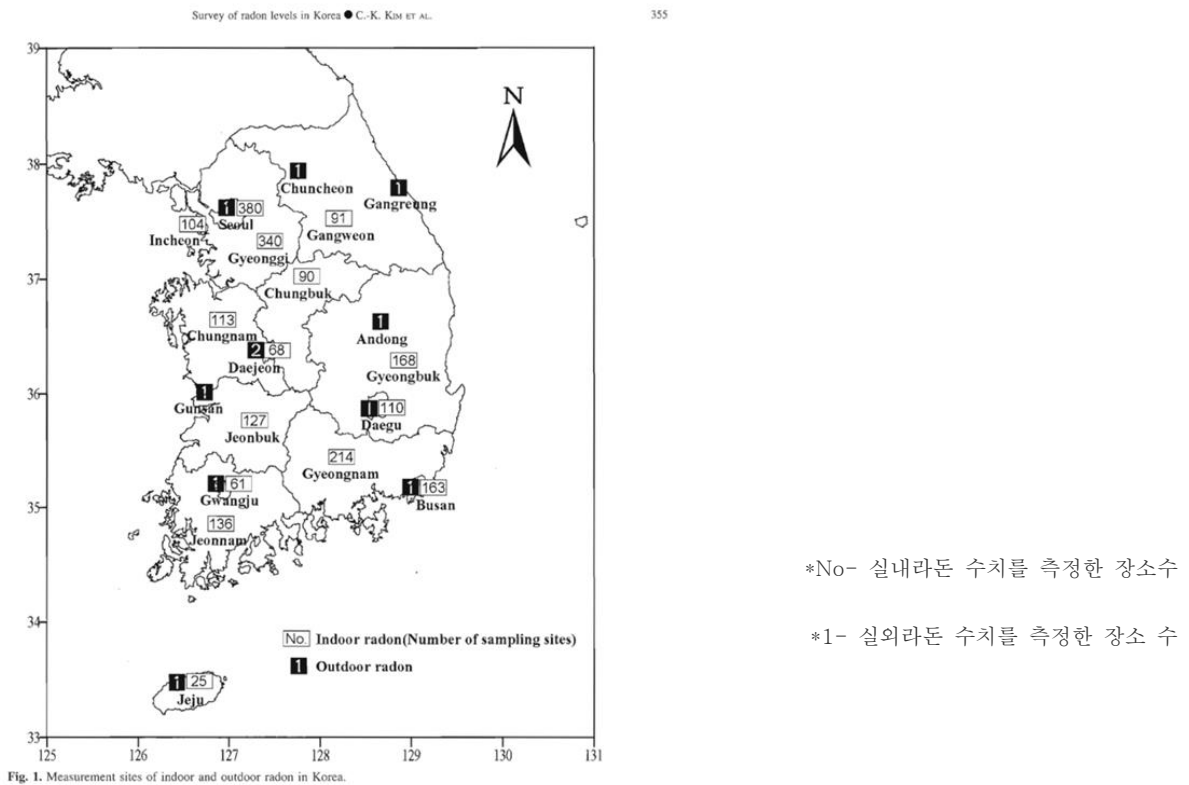 Survey of radon levels in Korea ● C.-K. KIM ET AL. 355
39
N
38
1
Chuncheon
1
Gangreung
1 380
Seoul
91
Gangweon
104
Incheon
340
Gyeonggi
37
90
Chungbuk
113
Chungnam
1
Andong
2 68
Daejeon
168
Gyeongbuk
36
1
Gunsan
1 110
Daegu
127
Jeonbuk
214
Gyeongnam
1 61
Gwangju
1 163
Busan
35
136
Jeonnam
*No- 실내라돈 수치를 측정한 장소수
34
No. Indoor radon(Number of sampling sites)
*1- 실외라돈 수치를 측정한 장소 수
1 Outdoor radon
1 25
Jeju
33
125 126 127 128 129 130 131
Fig. 1. Measurement sites of indoor and outdoor radon in Korea.